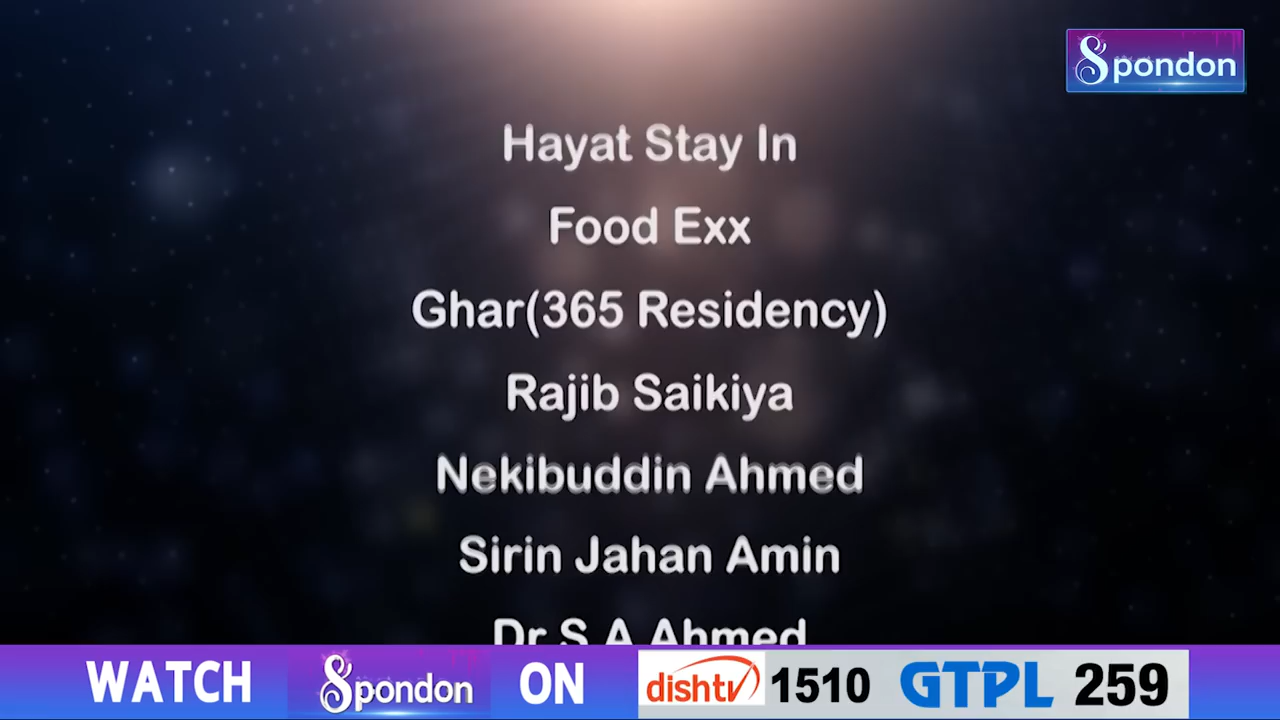 Spondon
Hayat Stay In
Food Exx
Ghar(365 Residency)
Rajib Saikiya
Nekibuddin Ahmed
Sirin Jahan Amin
Dr S A Ahmed
WATCH Spondon ON dishtv 1510 GTPL 259